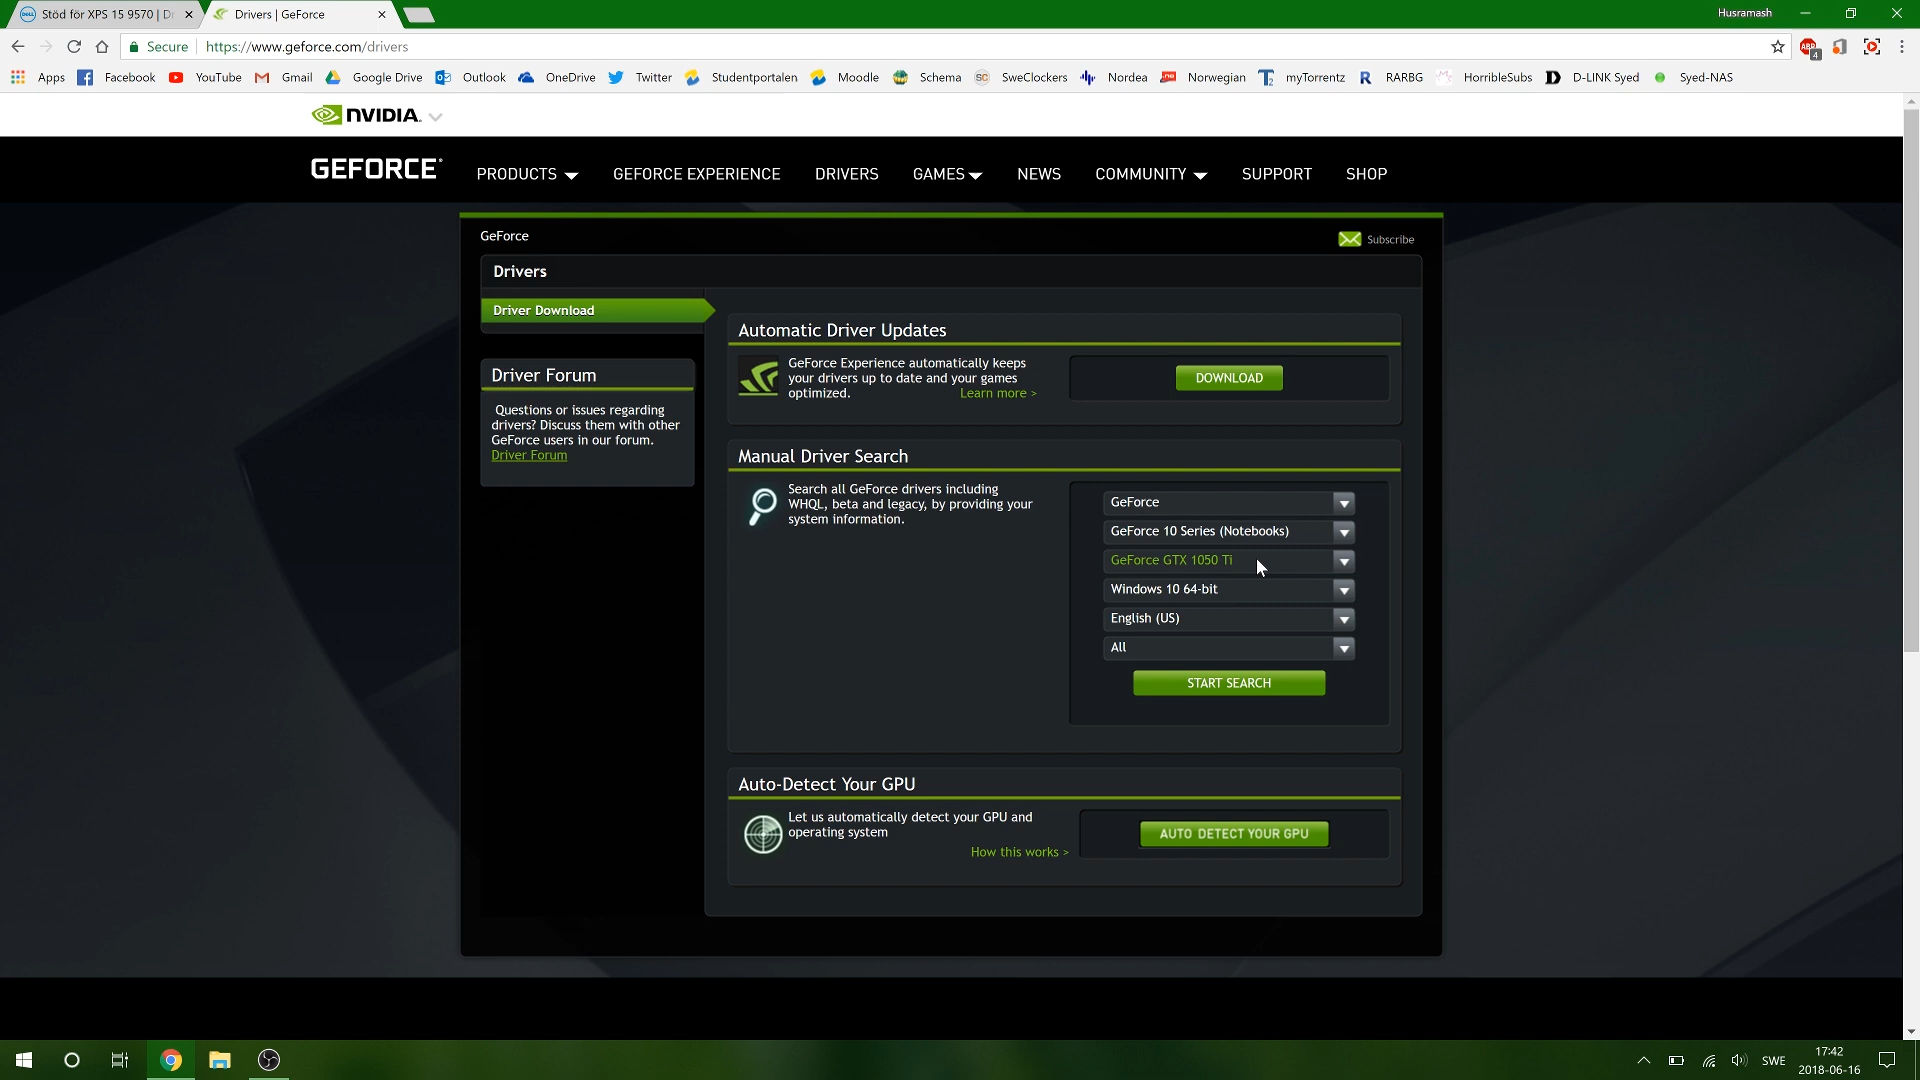 Stöd för XPS 15 9570 | Dr
Drivers | GeForce
Husramash
Secure
https://www.geforce.com/drivers
ABP
4
Apps
Facebook
YouTube
Gmail
Google Drive
Outlook
OneDrive
Twitter
Studentportalen
Moodle
Schema
SweClockers
Nordea
Norwegian
myTorrentz
RARBG
HorribleSubs
D-LINK Syed
Syed-NAS
NVIDIA.
GEFORCE
PRODUCTS
GEFORCE EXPERIENCE
DRIVERS
GAMES
NEWS
COMMUNITY
SUPPORT
SHOP
GeForce
Subscribe
Drivers
Driver Download
Driver Forum
Questions or issues regarding
drivers? Discuss them with other
GeForce users in our forum.
Driver Forum
Automatic Driver Updates
GeForce Experience automatically keeps
your drivers up to date and your games
optimized.
Learn more >
DOWNLOAD
Manual Driver Search
Search all GeForce drivers including
WHQL, beta and legacy, by providing your
system information.
GeForce
GeForce 10 Series (Notebooks)
GeForce GTX 1050 Ti
Windows 10 64-bit
English (US)
All
START SEARCH
Auto-Detect Your GPU
Let us automatically detect your GPU and
operating system
How this works >
AUTO DETECT YOUR GPU
SWE
17:42
2018-06-16